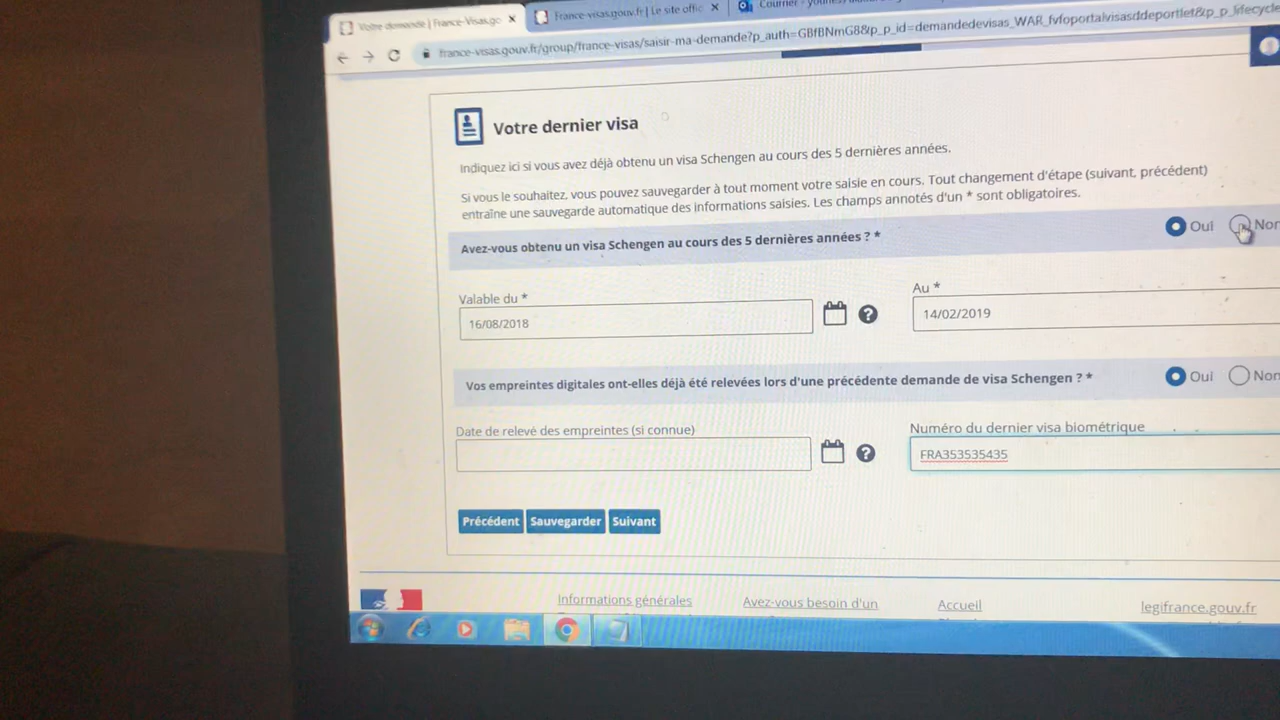 Votre demande | France-Visas.go
France-visas.gouv.fr | Le site offic
france-visas.gouv.fr/group/france-visas/saisir-ma-demande?p_auth=GBfBNmG8&p_p_id=demandedevisas_WAR_fvfoportalvisasddeportlet&p_p_lifecycle
Votre dernier visa
Indiquez ici si vous avez déjà obtenu un visa Schengen au cours des 5 dernières années.
Si vous le souhaitez, vous pouvez sauvegarder à tout moment votre saisie en cours. Tout changement d'étape (suivant, précédent)
entraîne une sauvegarde automatique des informations saisies. Les champs annotés d'un * sont obligatoires.
Avez-vous obtenu un visa Schengen au cours des 5 dernières années ? * Oui Non
Valable du * Au *
16/08/2018 14/02/2019
Vos empreintes digitales ont-elles déjà été relevées lors d'une précédente demande de visa Schengen ? * Oui Non
Date de relevé des empreintes (si connue) Numéro du dernier visa biométrique
FRA353535435
Précédent Sauvegarder Suivant
Informations générales Avez-vous besoin d'un Accueil legifrance.gouv.fr